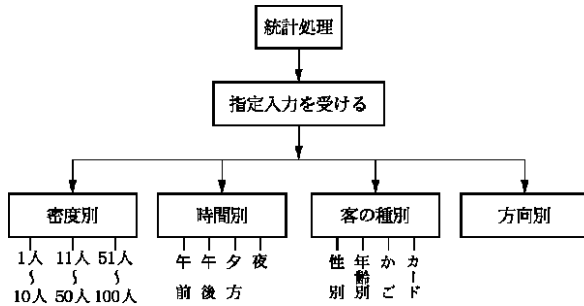 統計処理
指定入力を受ける
密度別
時間別
客の種別
方向別
1人〜10人
11人〜50人
51人〜100人
午前
午後
夕方
夜
性別
年齢別
かご
カード